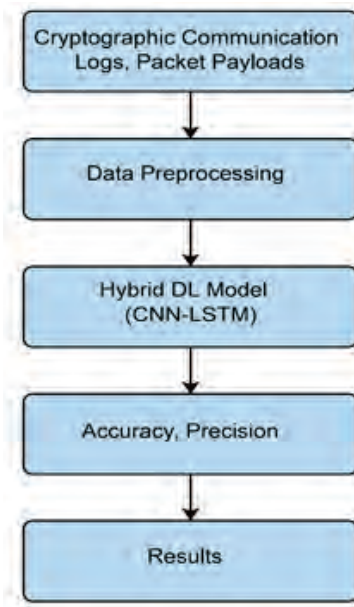 Cryptographic Communication
Logs, Packet Payloads
Data Preprocessing
Hybrid DL Model
(CNN-LSTM)
Accuracy, Precision
Results